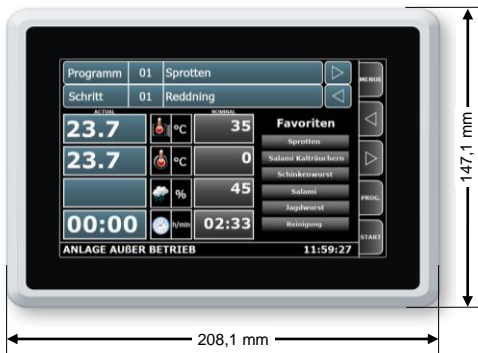 Programm 01 Sprotten
MENUE
Schritt 01 Reddning
ACTUAL NOMINAL
23.7 °C 35
Favoriten
Sprotten
23.7 °C 0
Salami Kalträuchern
Schinkenwurst
% 45
Salami
PROG.
Jagdwurst
00:00 h/min 02:33
Reinigung
START
ANLAGE AUßER BETRIEB 11:59:27
147,1 mm
208,1 mm